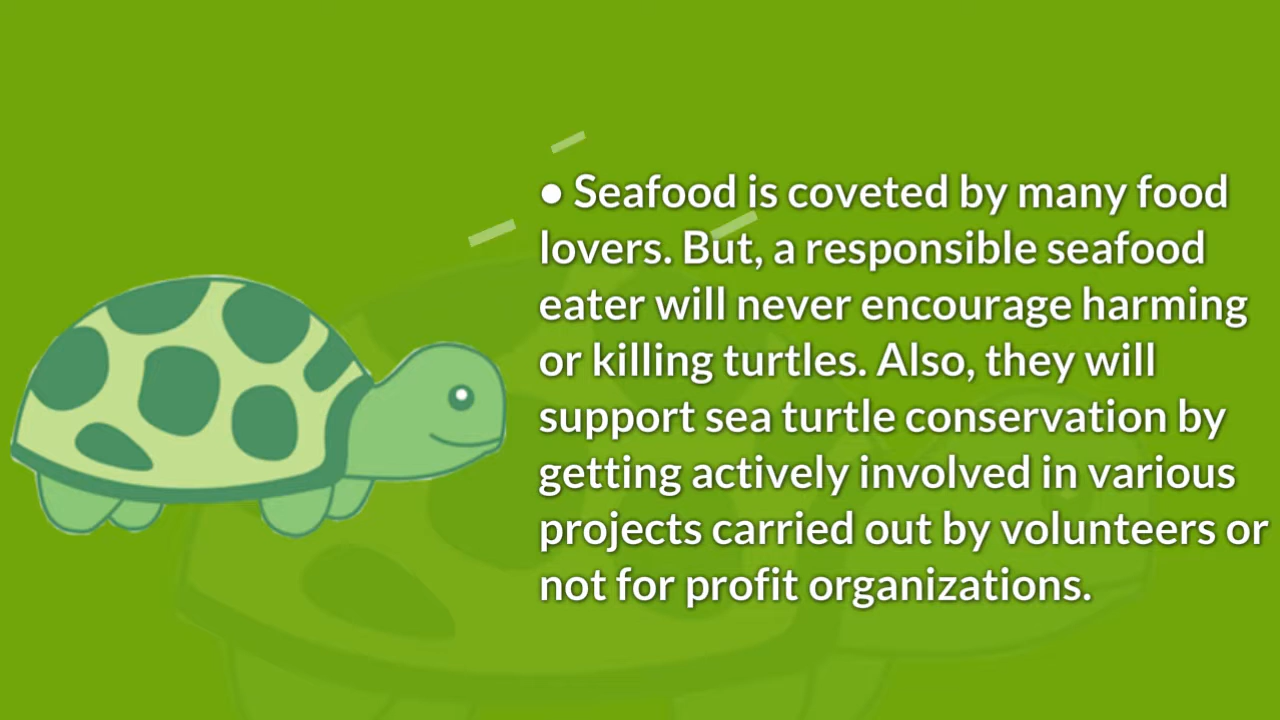 ● Seafood is coveted by many food
lovers. But, a responsible seafood
eater will never encourage harming
or killing turtles. Also, they will
support sea turtle conservation by
getting actively involved in various
projects carried out by volunteers or
not for profit organizations.